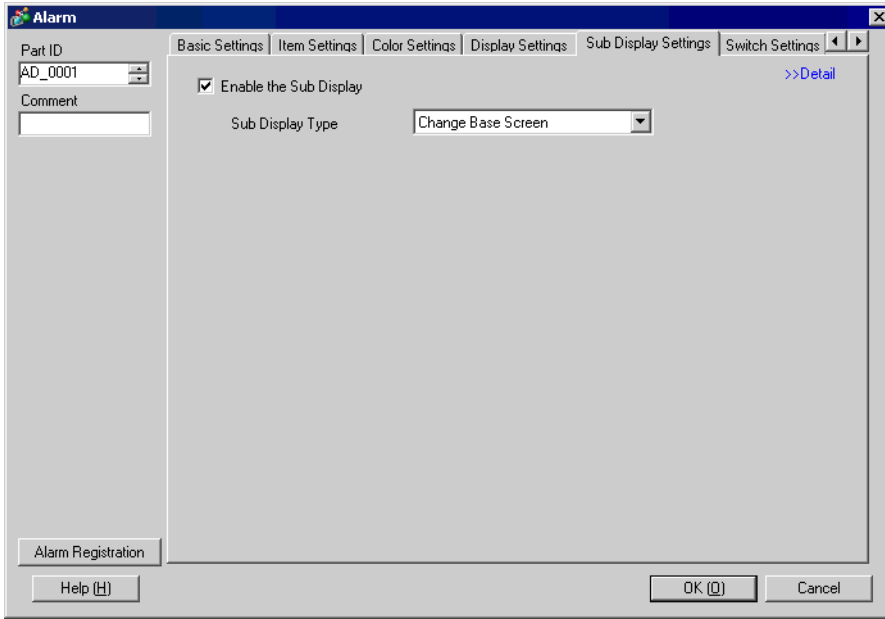 Alarm
Part ID
AD_0001
Comment
Basic Settings
Item Settings
Color Settings
Display Settings
Sub Display Settings
Switch Settings
>>Detail
Enable the Sub Display
Sub Display Type
Change Base Screen
Alarm Registration
Help (H)
OK (O)
Cancel